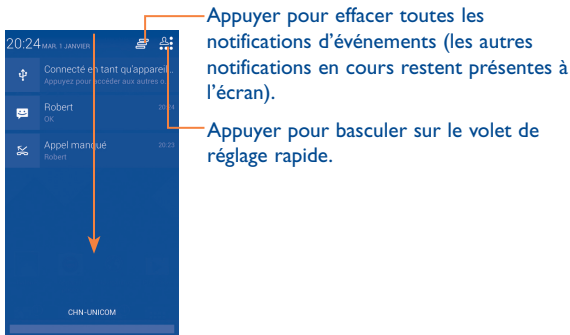 Appuyer pour effacer toutes les
notifications d'événements (les autres
notifications en cours restent présentes à
l'écran).
Appuyer pour basculer sur le volet de
réglage rapide.
20:24 MAR. 1 JANVIER
Connecté en tant qu'appareil...
Appuyez pour accéder aux autres o...
Robert 20:24
OK
Appel manqué 20:23
Robert
CHN-UNICOM